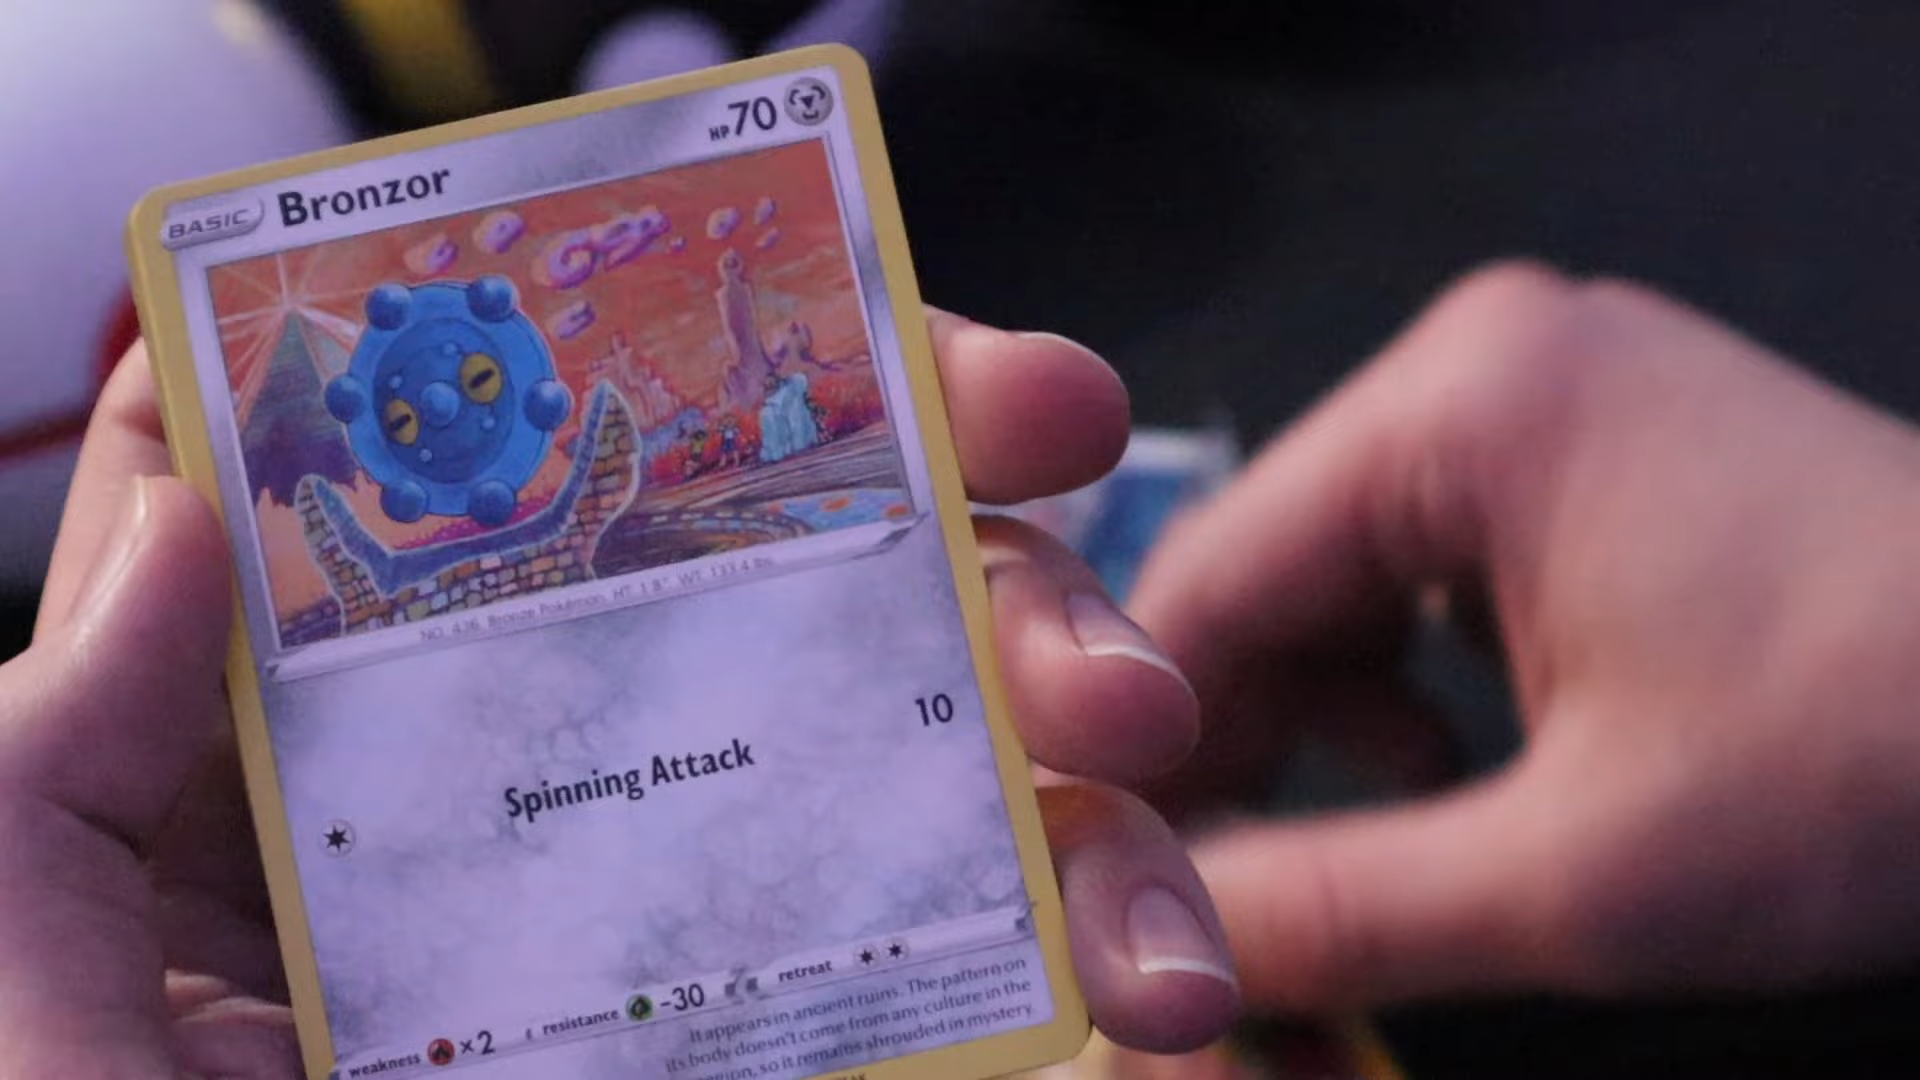 BASIC Bronzor HP 70
NO. 436 Bronze Pokémon HT 1'8" WT 133.4 lbs.
Spinning Attack 10
weakness ×2 resistance -30 retreat
It appears in ancient ruins. The pattern on
its body doesn't come from any culture in the
so it remains shrouded in mystery